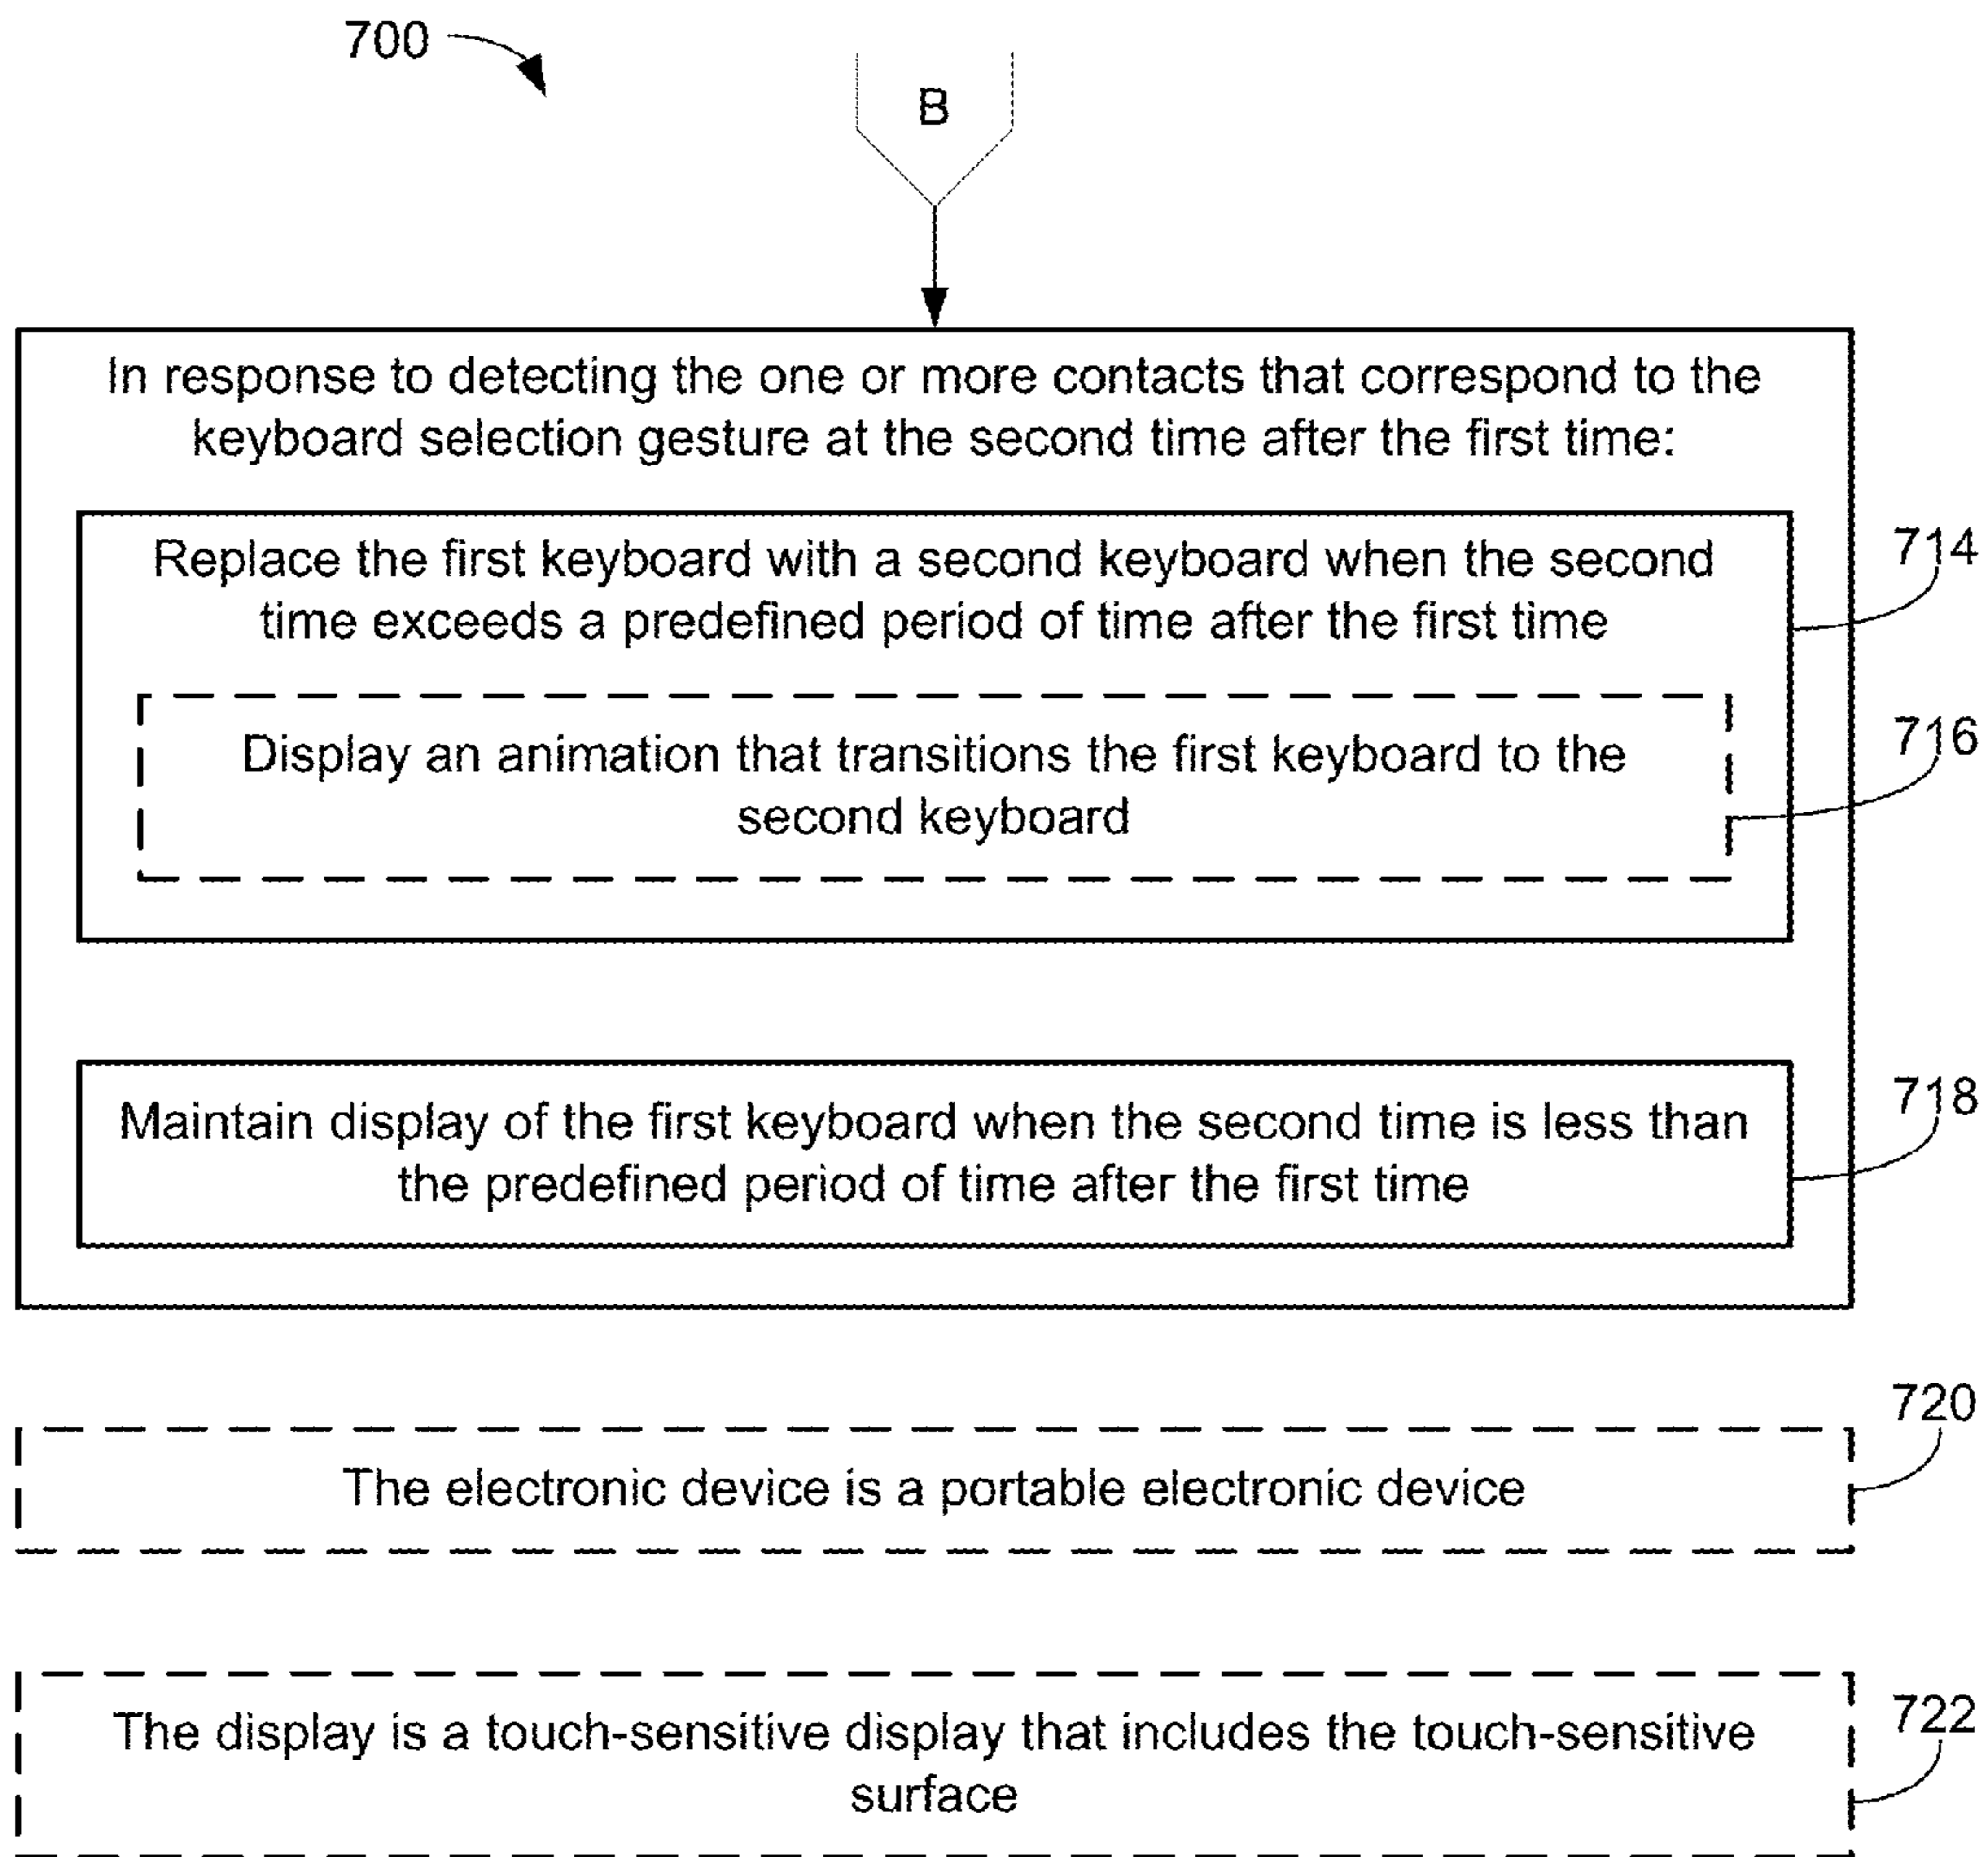 700
B
In response to detecting the one or more contacts that correspond to the
keyboard selection gesture at the second time after the first time:
Replace the first keyboard with a second keyboard when the second
time exceeds a predefined period of time after the first time
714
Display an animation that transitions the first keyboard to the
second keyboard
716
Maintain display of the first keyboard when the second time is less than
the predefined period of time after the first time
718
The electronic device is a portable electronic device
720
The display is a touch-sensitive display that includes the touch-sensitive
surface
722